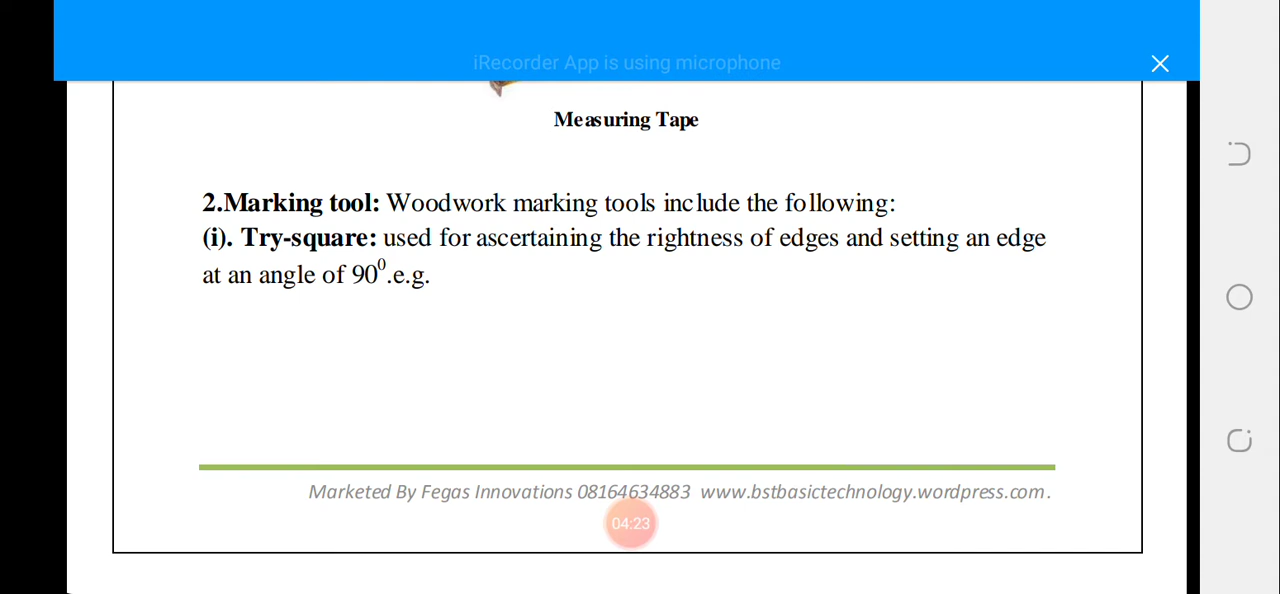 iRecorder App is using microphone
Measuring Tape
2.Marking tool: Woodwork marking tools include the following:
(i). Try-square: used for ascertaining the rightness of edges and setting an edge
at an angle of 90⁰.e.g.
Marketed By Fegas Innovations 08164634883 www.bstbasictechnology.wordpress.com.
04:23